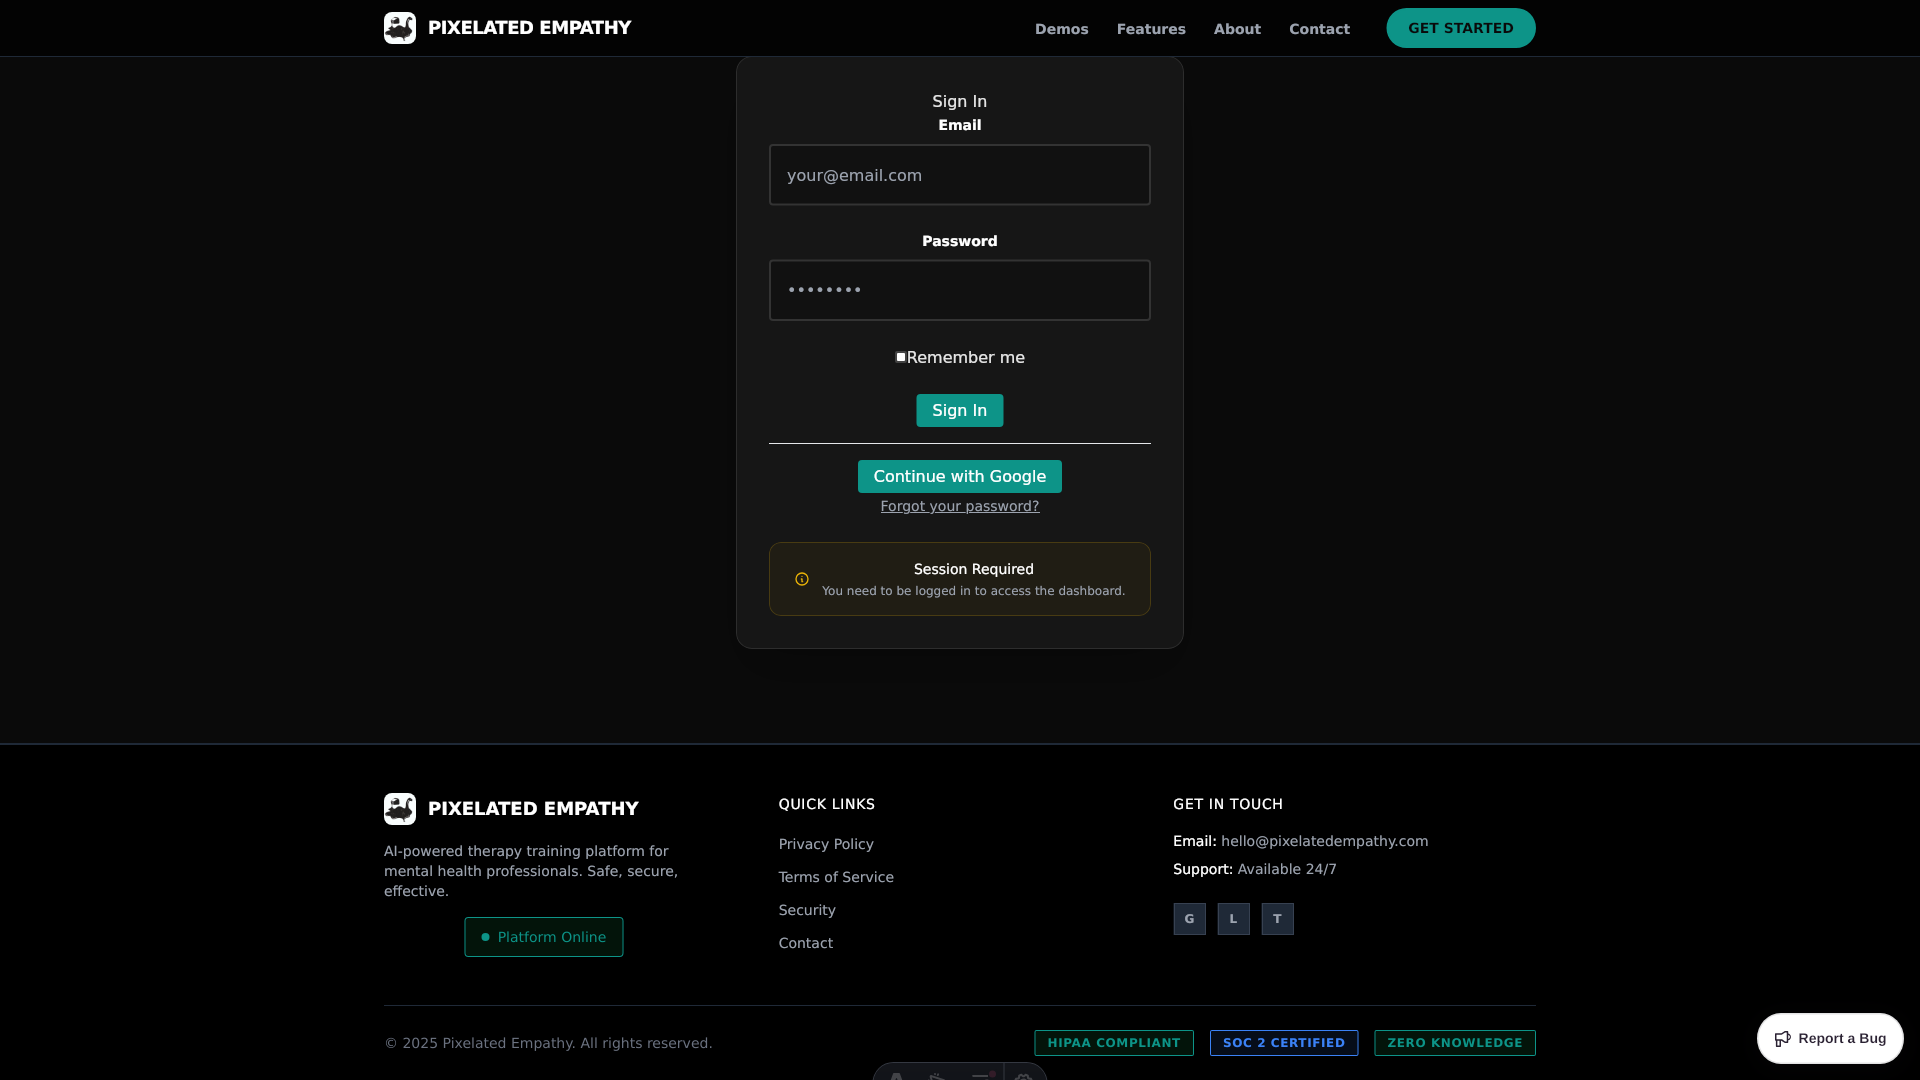 PIXELATED EMPATHY
Demos
Features
About
Contact
GET STARTED
Sign In
Email
your@email.com
Password
••••••••
Remember me
Sign In
Continue with Google
Forgot your password?
Session Required
You need to be logged in to access the dashboard.
PIXELATED EMPATHY
AI-powered therapy training platform for
mental health professionals. Safe, secure,
effective.
Platform Online
QUICK LINKS
Privacy Policy
Terms of Service
Security
Contact
GET IN TOUCH
Email: hello@pixelatedempathy.com
Support: Available 24/7
G
L
T
© 2025 Pixelated Empathy. All rights reserved.
HIPAA COMPLIANT
SOC 2 CERTIFIED
ZERO KNOWLEDGE
Report a Bug